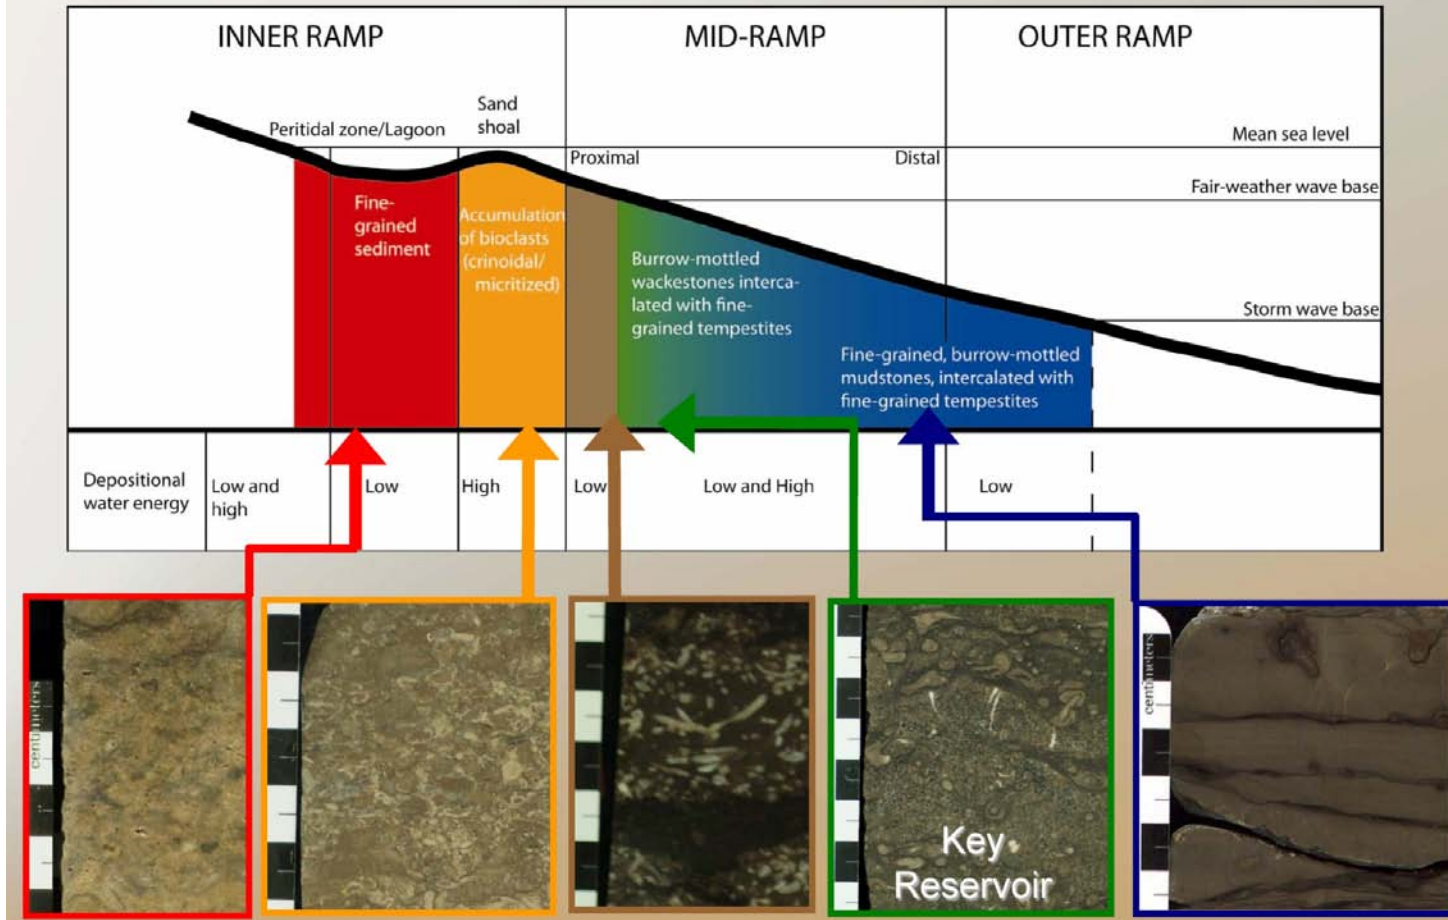 INNER RAMP
MID-RAMP
OUTER RAMP
Sand
shoal
Peritidal zone/Lagoon
Mean sea level
Proximal
Distal
Fair-weather wave base
Fine-
grained
sediment
Accumulation
of bioclasts
(crinoidal/
micritized)
Burrow-mottled
wackestones interca-
lated with fine-
grained tempestites
Storm wave base
Fine-grained, burrow-mottled
mudstones, intercalated with
fine-grained tempestites
Depositional
water energy
Low and
high
Low
High
Low
Low and High
Low
centimeters
centimeters
Key
Reservoir